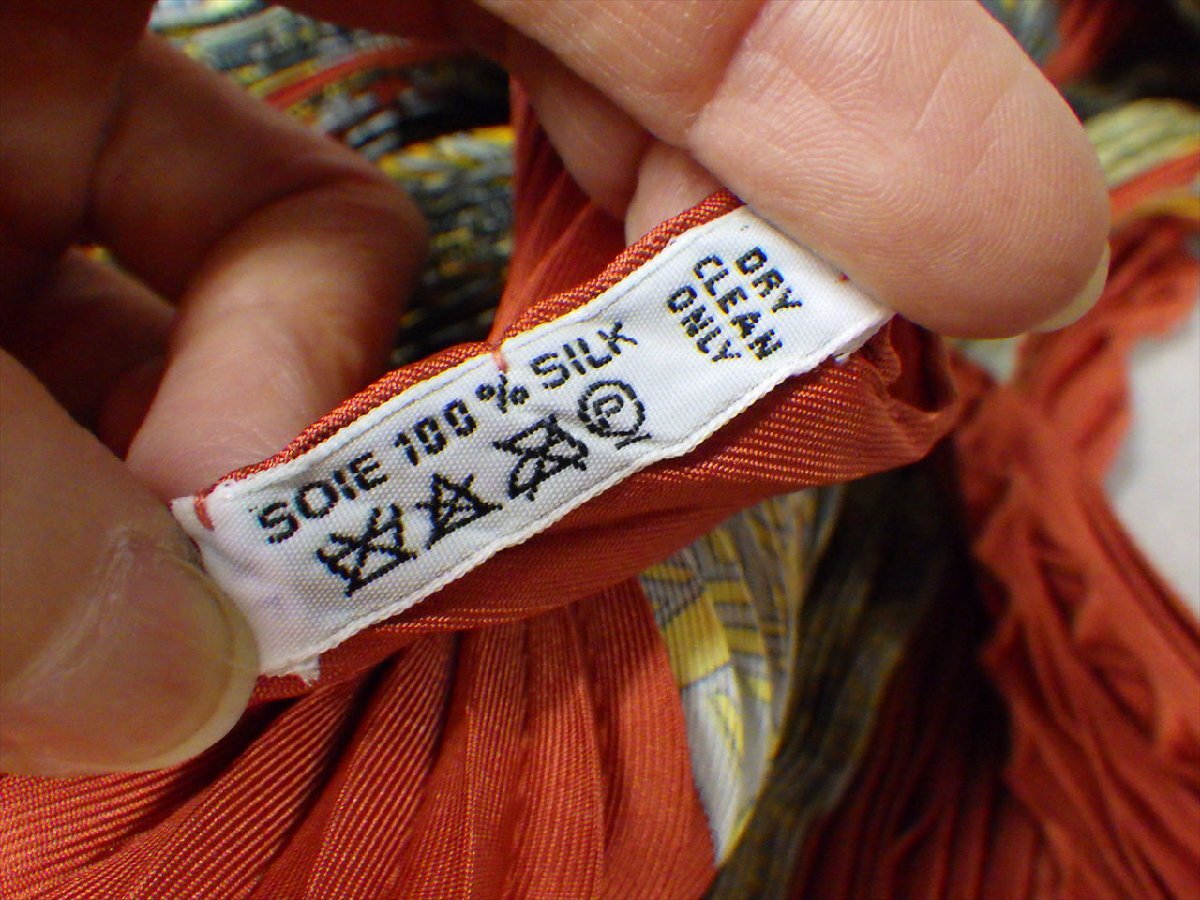 SOIE 100 % SILK
P
DRY
CLEAN
ONLY